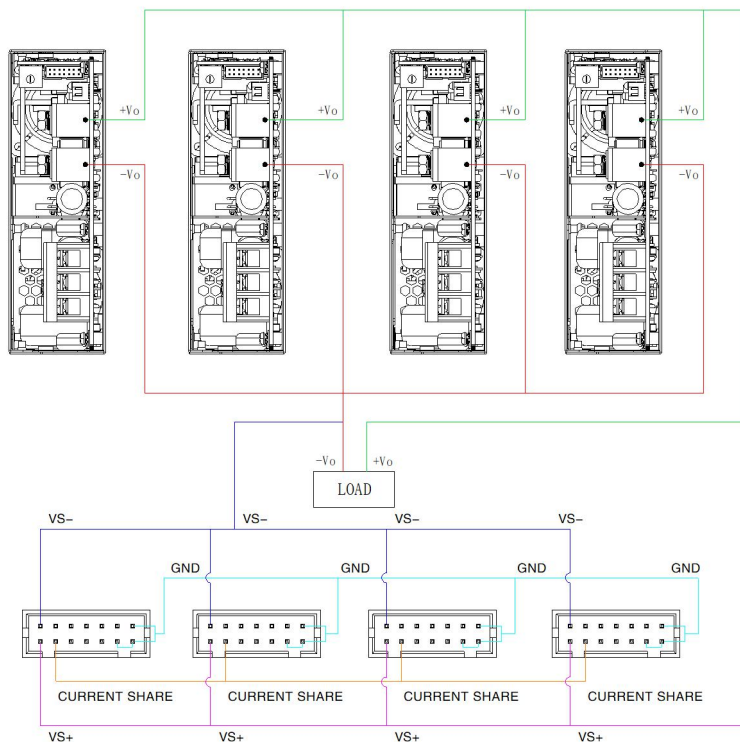 +Vo +Vo +Vo +Vo
-Vo -Vo -Vo -Vo
-Vo +Vo
LOAD
VS– VS– VS– VS–
GND GND GND GND
CURRENT SHARE CURRENT SHARE CURRENT SHARE CURRENT SHARE
VS+ VS+ VS+ VS+